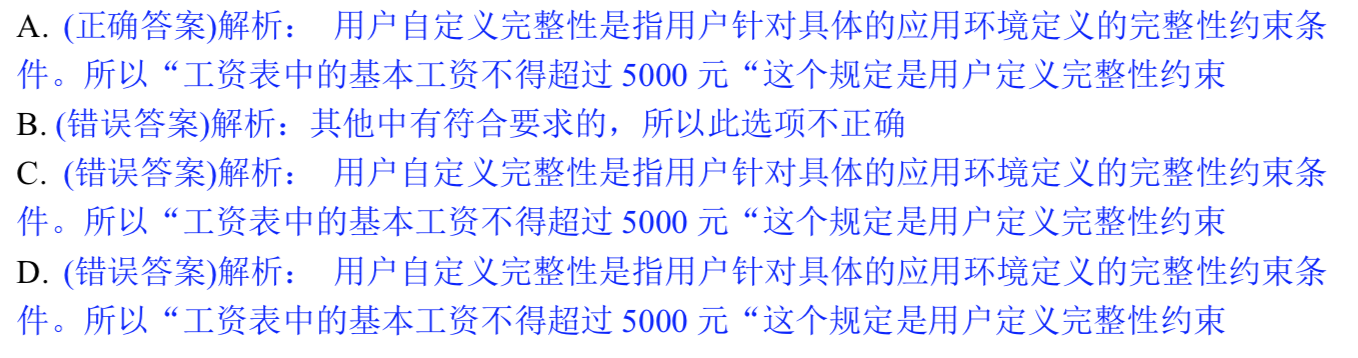 A. (正确答案)解析： 用户自定义完整性是指用户针对具体的应用环境定义的完整性约束条
件。所以“工资表中的基本工资不得超过 5000 元“这个规定是用户定义完整性约束
B. (错误答案)解析：其他中有符合要求的，所以此选项不正确
C. (错误答案)解析： 用户自定义完整性是指用户针对具体的应用环境定义的完整性约束条
件。所以“工资表中的基本工资不得超过 5000 元“这个规定是用户定义完整性约束
D. (错误答案)解析： 用户自定义完整性是指用户针对具体的应用环境定义的完整性约束条
件。所以“工资表中的基本工资不得超过 5000 元“这个规定是用户定义完整性约束